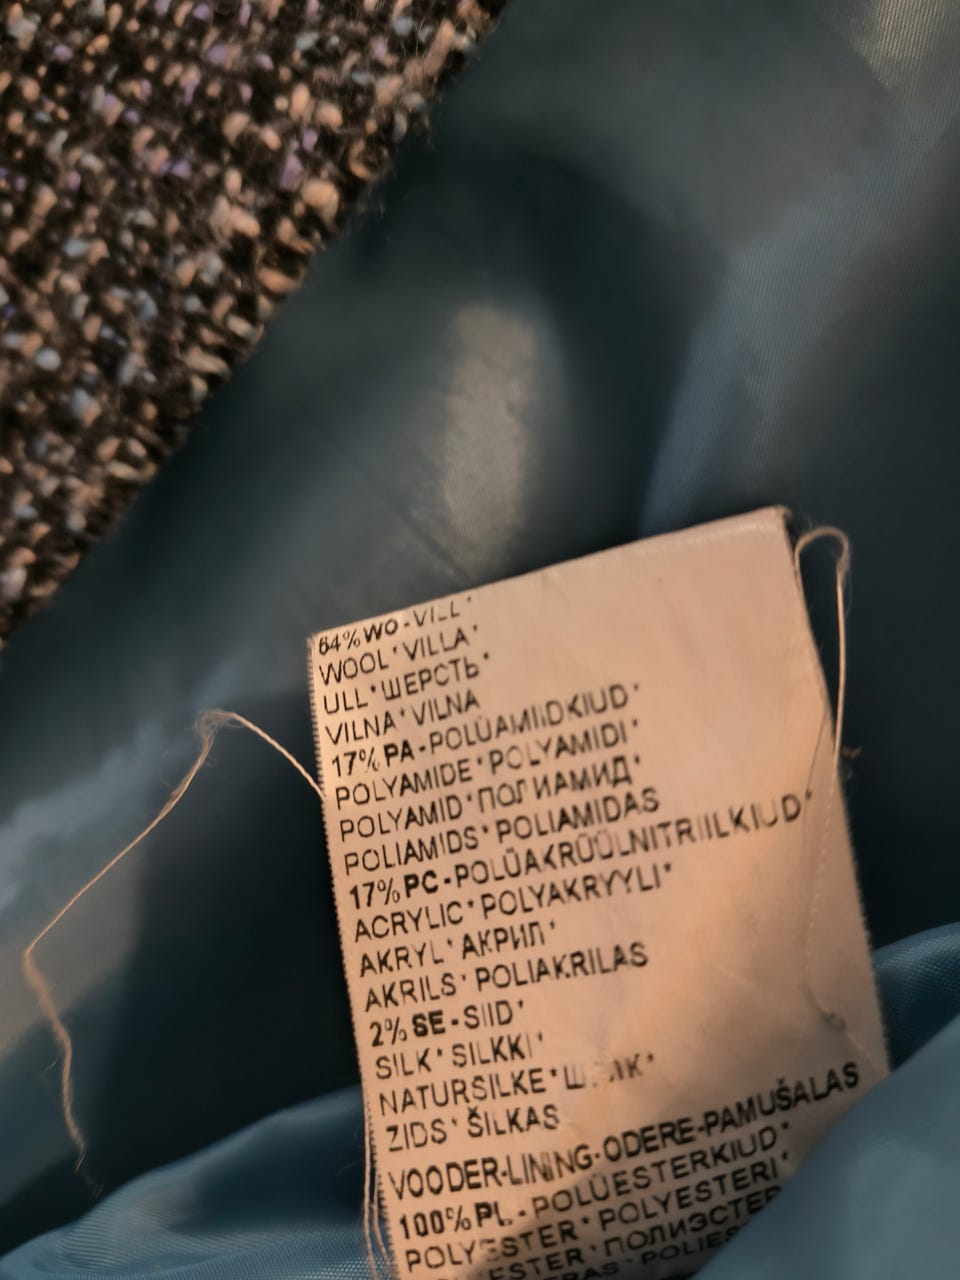 64% WO-VILL*
WOOL*VILLA*
ULL*ШЕРСТЬ*
VILNA*VILNA
17% PA-POLÜAMIIDKIUD*
POLYAMIDE*POLYAMIDI*
POLYAMID*ПОЛИАМИД*
POLIAMIDS*POLIAMIDAS
17% PC-POLÜAKRÜÜLNITRIILKIUD*
ACRYLIC*POLYAKRYYLI*
AKRYL*АКРИЛ*
AKRILS*POLIAKRILAS
2% SE-SIID*
SILK*SILKKI*
NATURSILKE*
ZIDS*ŠILKAS
VOODER-LINING-ODERE-PAMUŠALAS
100% PL-POLÜESTERKIUD*
POLYESTER*POLYESTERI*